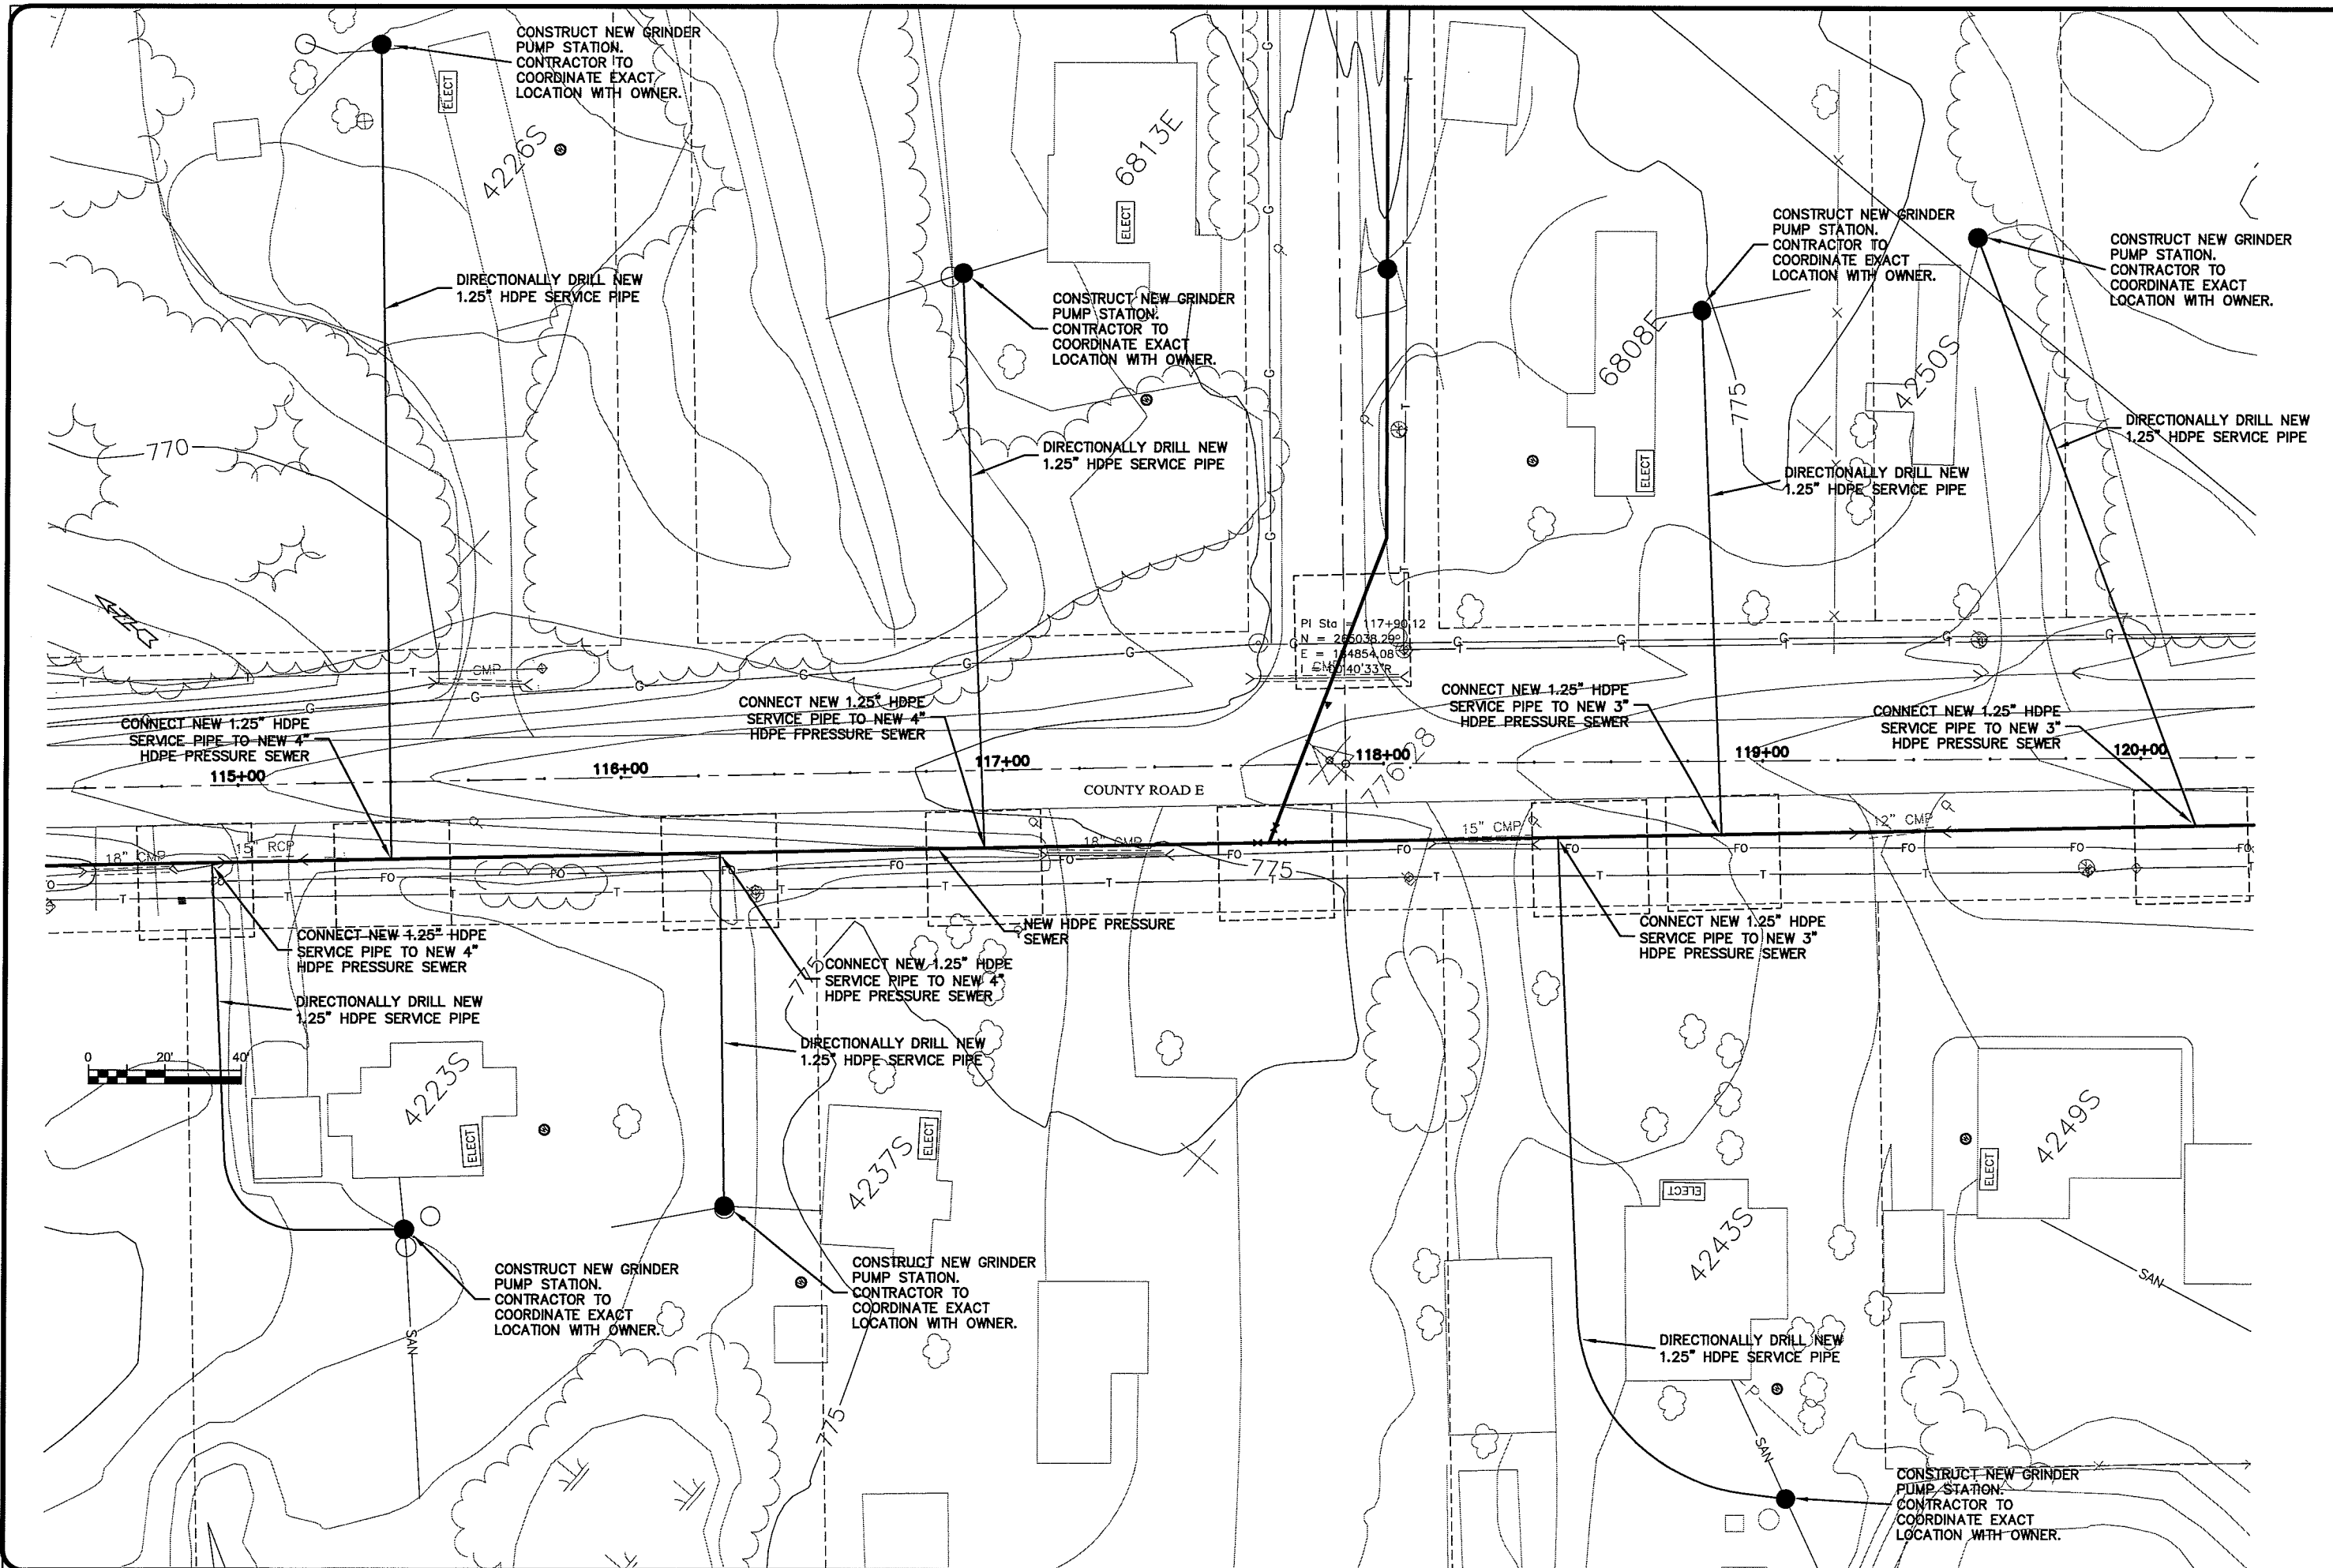 CONSTRUCT NEW GRINDER
PUMP STATION.
CONTRACTOR TO
COORDINATE EXACT
LOCATION WITH OWNER.
ELECT
4226S
6813E
ELECT
G
T
CONSTRUCT NEW GRINDER
PUMP STATION.
CONTRACTOR TO
COORDINATE EXACT
LOCATION WITH OWNER.
CONSTRUCT NEW GRINDER
PUMP STATION.
CONTRACTOR TO
COORDINATE EXACT
LOCATION WITH OWNER.
DIRECTIONALLY DRILL NEW
1.25" HDPE SERVICE PIPE
CONSTRUCT NEW GRINDER
PUMP STATION.
CONTRACTOR TO
COORDINATE EXACT
LOCATION WITH OWNER.
6808E
4250S
775
770
DIRECTIONALLY DRILL NEW
1.25" HDPE SERVICE PIPE
ELECT
DIRECTIONALLY DRILL NEW
1.25" HDPE SERVICE PIPE
DIRECTIONALLY DRILL NEW
1.25" HDPE SERVICE PIPE
N
PI Sta = 117+90.12
CMP
CMP
CONNECT NEW 1.25" HDPE
SERVICE PIPE TO NEW 4"
HDPE PRESSURE SEWER
CONNECT NEW 1.25" HDPE
SERVICE PIPE TO NEW 4"
HDPE FPRESSURE SEWER
CONNECT NEW 1.25" HDPE
SERVICE PIPE TO NEW 3"
HDPE PRESSURE SEWER
CONNECT NEW 1.25" HDPE
SERVICE PIPE TO NEW 3"
HDPE PRESSURE SEWER
115+00
116+00
117+00
118+00
119+00
120+00
776.28
COUNTY ROAD E
18" CMP
15" RCP
18" CMP
15" CMP
12" CMP
FO
FO
FO
FO
FO
FO
FO
FO
FO
FO
T
T
T
T
T
T
T
T
775
CONNECT NEW 1.25" HDPE
SERVICE PIPE TO NEW 4"
HDPE PRESSURE SEWER
NEW HDPE PRESSURE
SEWER
CONNECT NEW 1.25" HDPE
SERVICE PIPE TO NEW 3"
HDPE PRESSURE SEWER
775
CONNECT NEW 1.25" HDPE
SERVICE PIPE TO NEW 4"
HDPE PRESSURE SEWER
DIRECTIONALLY DRILL NEW
1.25" HDPE SERVICE PIPE
DIRECTIONALLY DRILL NEW
1.25" HDPE SERVICE PIPE
0 20' 40'
4223S
ELECT
4237S
ELECT
4249S
ELECT
ELECT
4243S
CONSTRUCT NEW GRINDER
PUMP STATION.
CONTRACTOR TO
COORDINATE EXACT
LOCATION WITH OWNER.
CONSTRUCT NEW GRINDER
PUMP STATION.
CONTRACTOR TO
COORDINATE EXACT
LOCATION WITH OWNER.
SAN
SAN
DIRECTIONALLY DRILL NEW
1.25" HDPE SERVICE PIPE
775
SAN
CONSTRUCT NEW GRINDER
PUMP STATION.
CONTRACTOR TO
COORDINATE EXACT
LOCATION WITH OWNER.